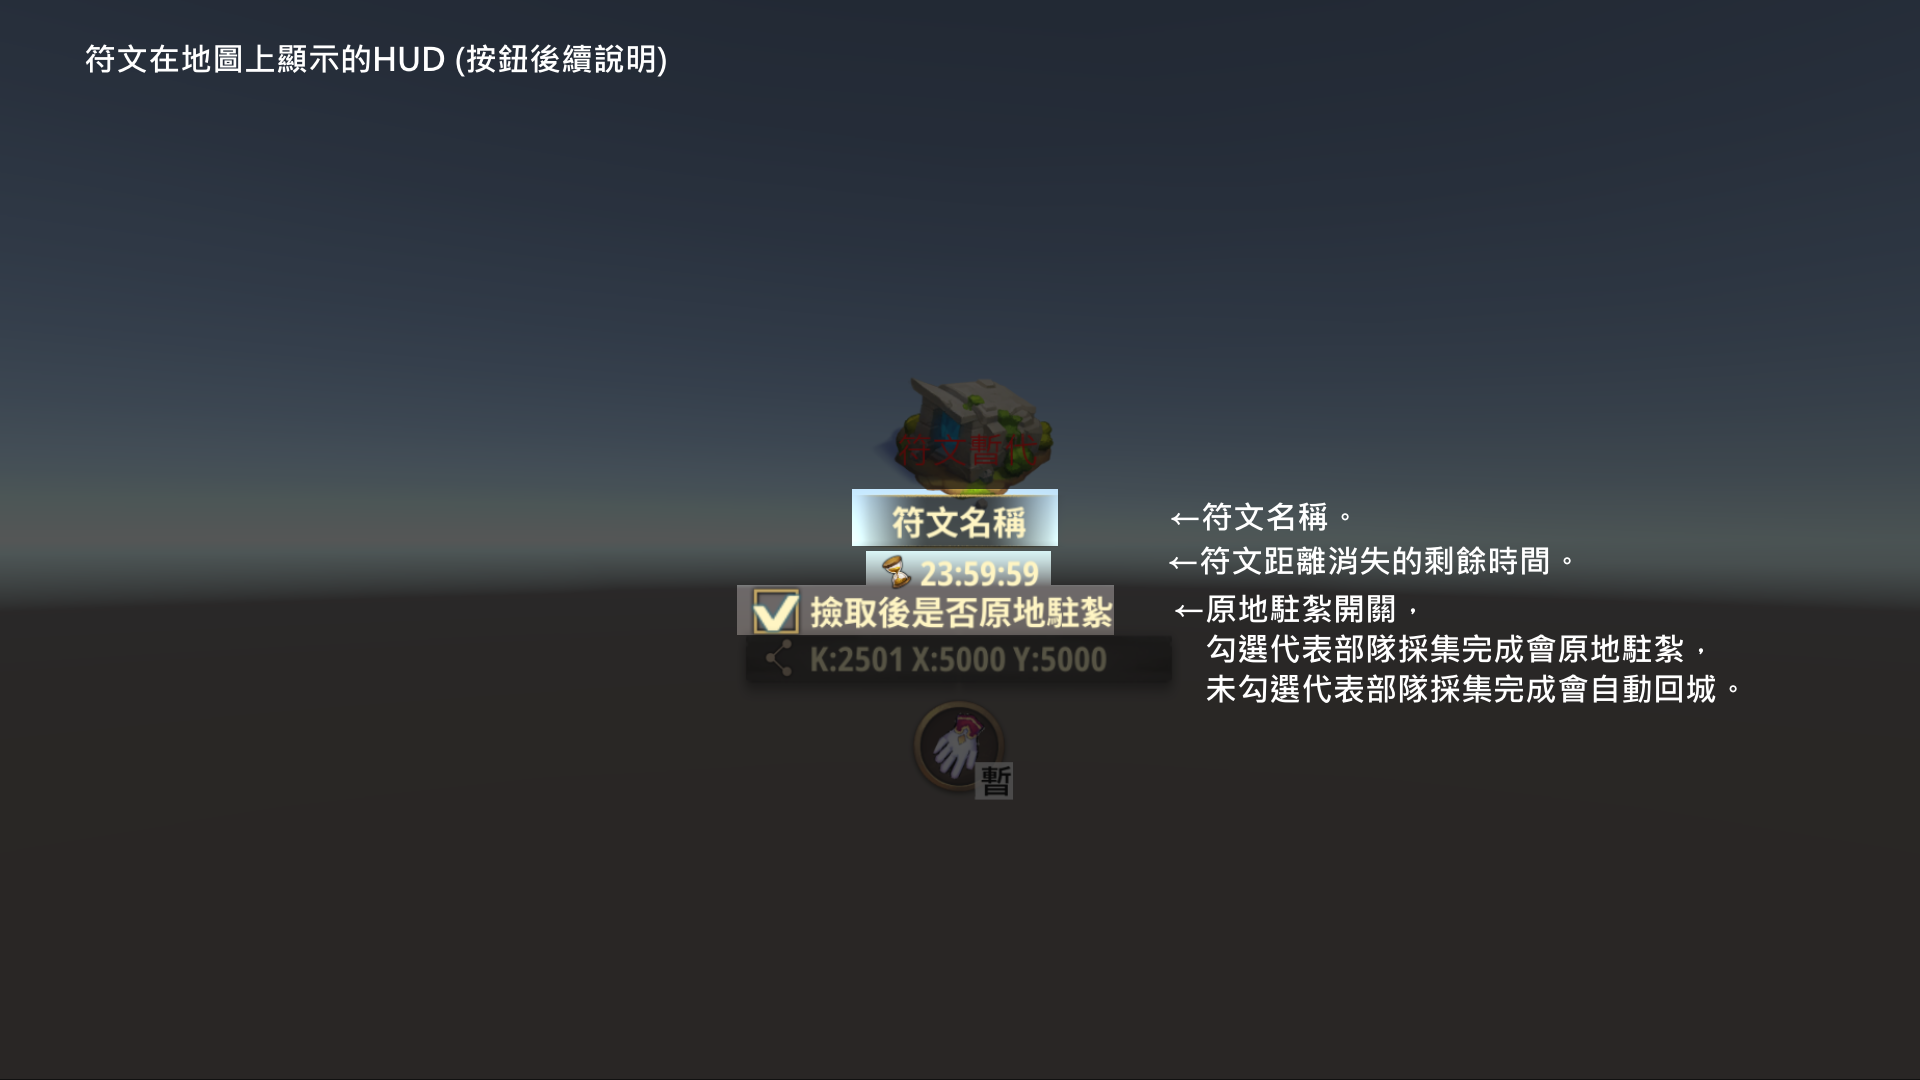 符文在地圖上顯示的HUD (按鈕後續說明)
符文暫代
符文名稱
←符文名稱。
23:59:59
←符文距離消失的剩餘時間。
撿取後是否原地駐紮
←原地駐紮開關，
勾選代表部隊採集完成會原地駐紮，
K:2501 X:5000 Y:5000
未勾選代表部隊採集完成會自動回城。
暫